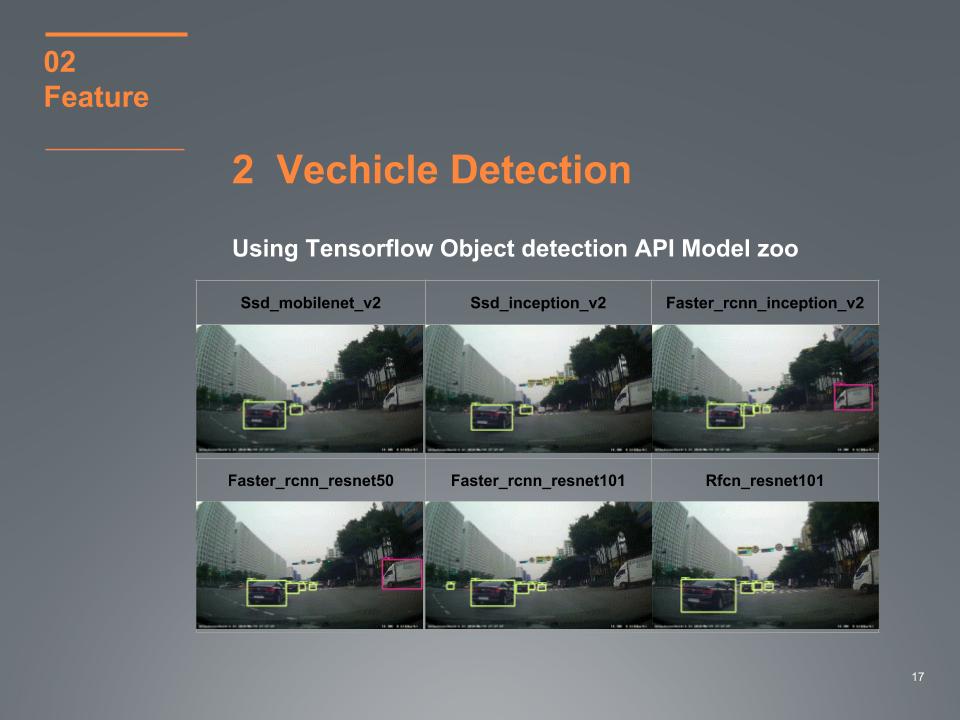 02
Feature
2 Vechicle Detection
Using Tensorflow Object detection API Model zoo
Ssd_mobilenet_v2
Ssd_inception_v2
Faster_rcnn_inception_v2
Faster_rcnn_resnet50
Faster_rcnn_resnet101
Rfcn_resnet101
17